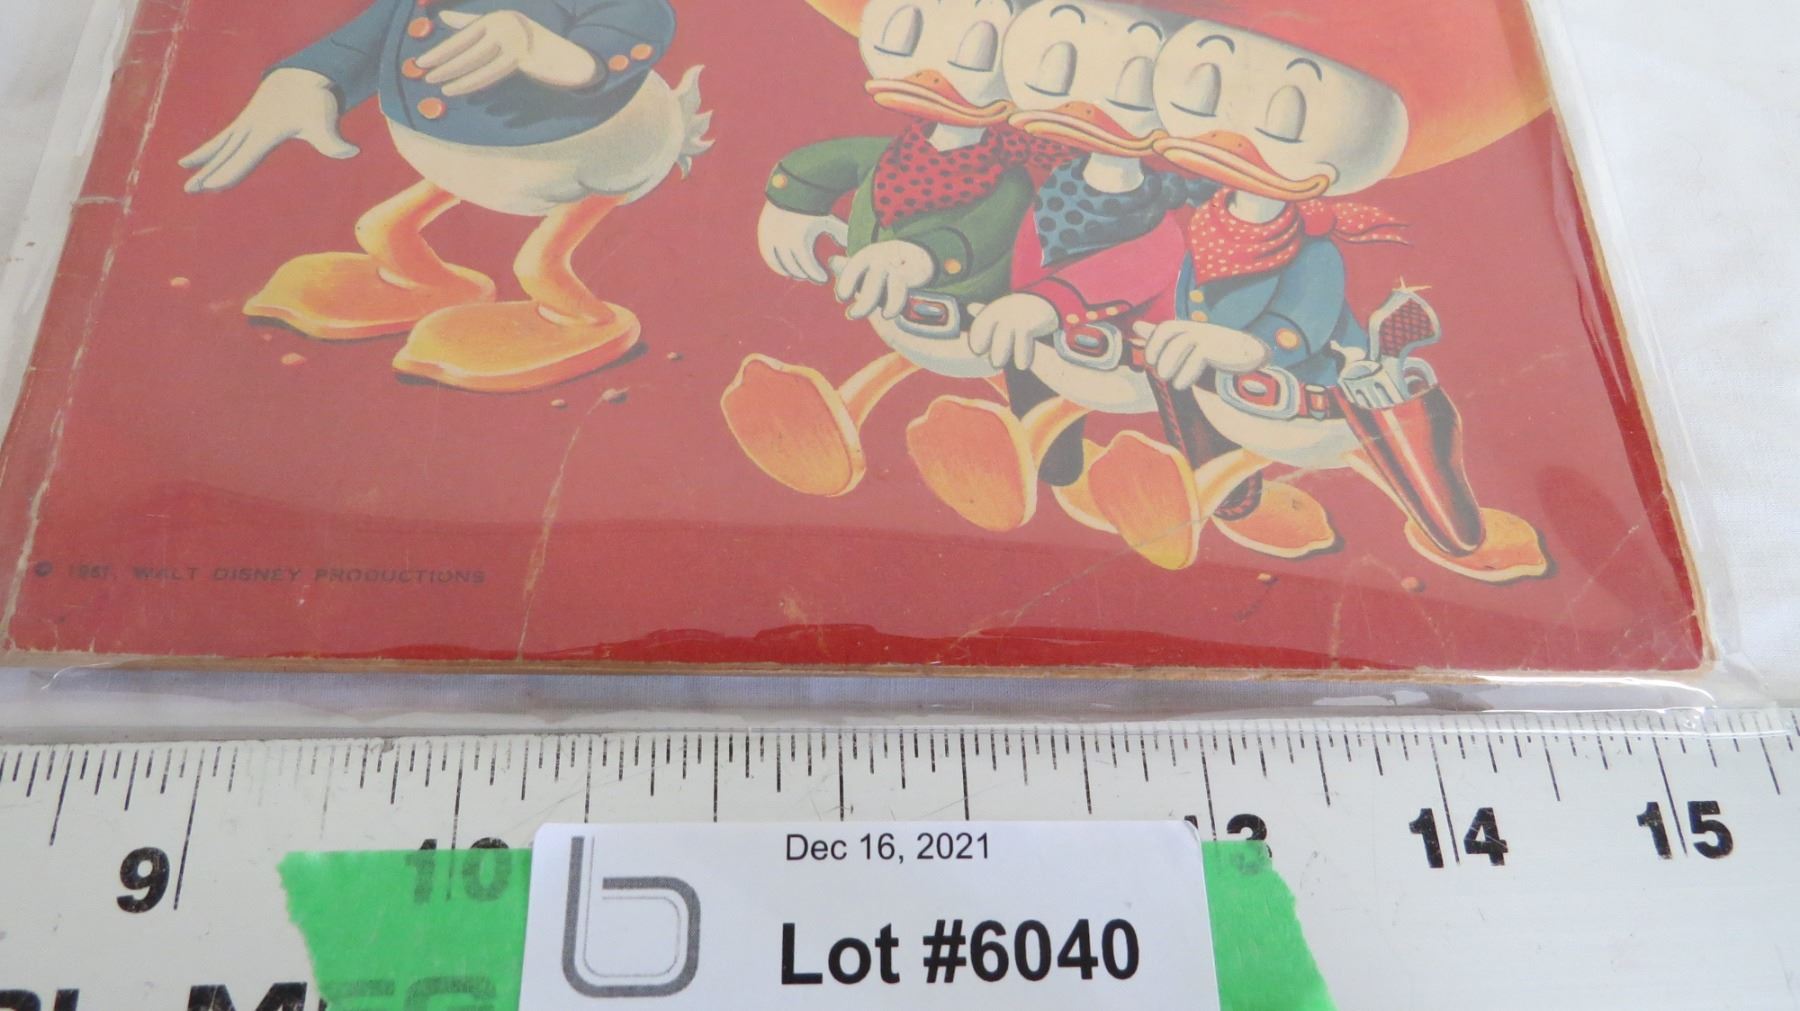 © 1951, WALT DISNEY PRODUCTIONS
9 10 13 14 15
Dec 16, 2021
Lot #6040